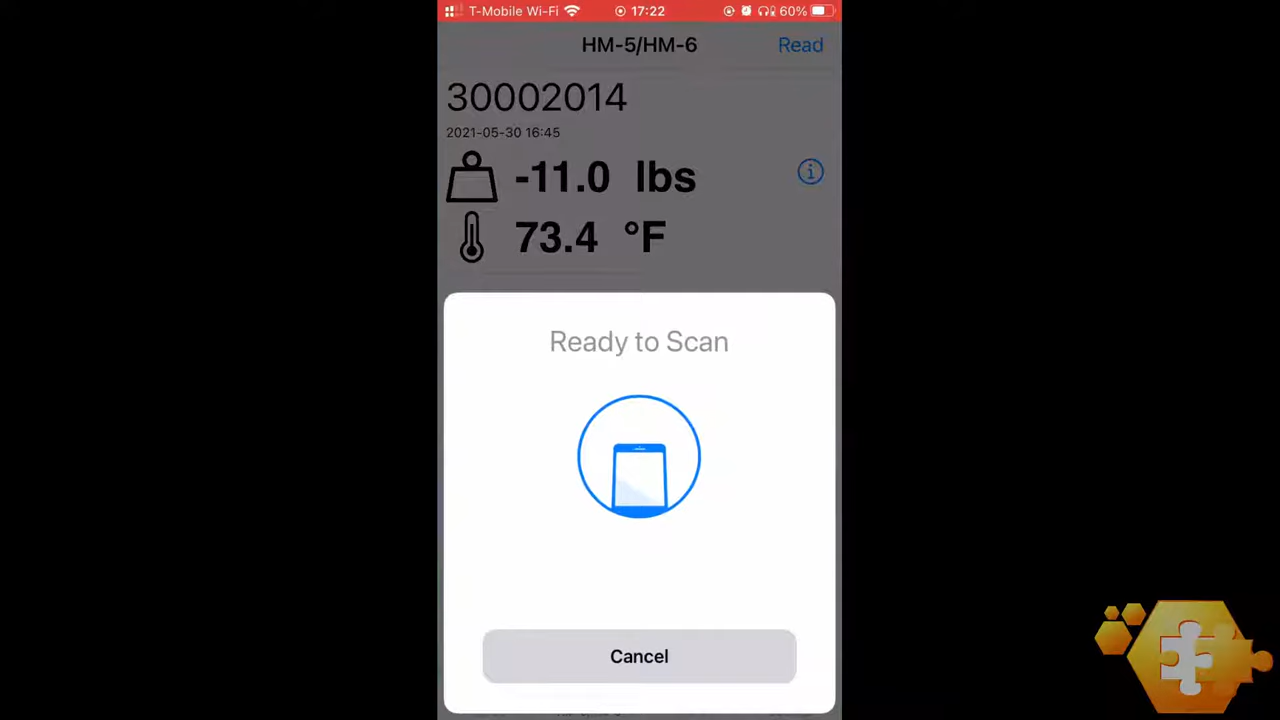 T-Mobile Wi-Fi 17:22 60%
HM-5/HM-6 Read
30002014
2021-05-30 16:45
-11.0 lbs
73.4 °F
Ready to Scan
Cancel